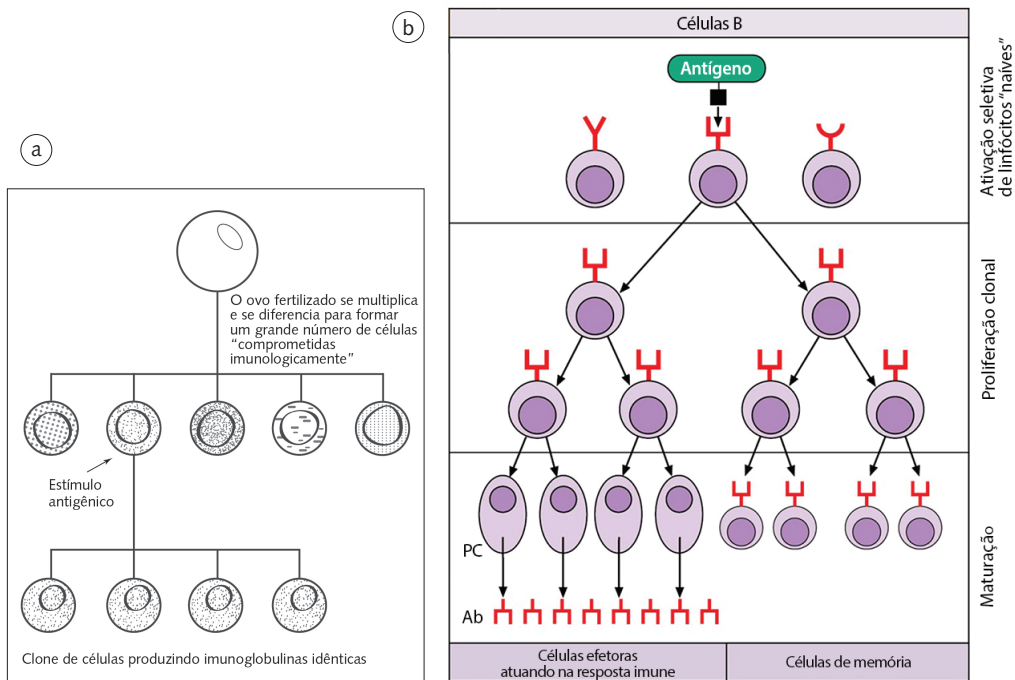 a
O ovo fertilizado se multiplica
e se diferencia para formar
um grande número de células
“comprometidas
imunologicamente”
Estímulo
antigênico
Clone de células produzindo imunoglobulinas idênticas
b
Células B
Antígeno
Ativação seletiva
de linfócitos “naíves”
Proliferação clonal
Maturação
PC
Ab
Células efetoras
atuando na resposta imune
Células de memória